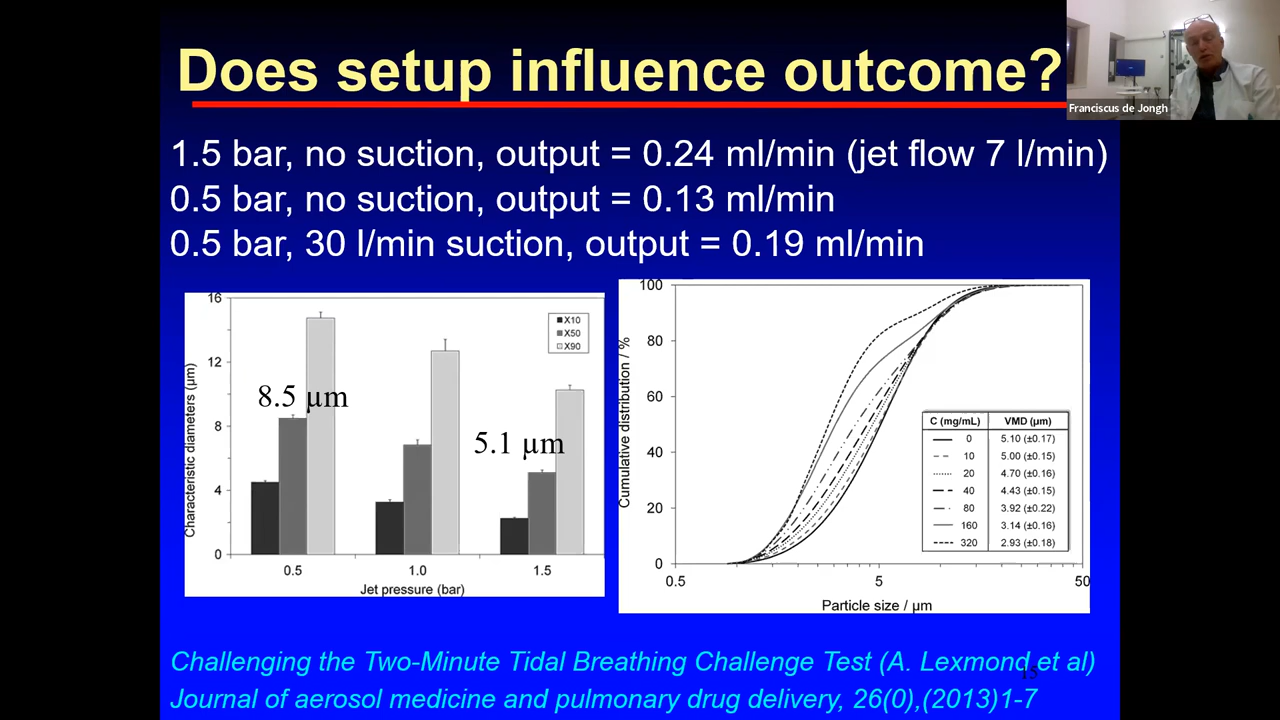 Does setup influence outcome?
Franciscus de Jongh
1.5 bar, no suction, output = 0.24 ml/min (jet flow 7 l/min)
0.5 bar, no suction, output = 0.13 ml/min
0.5 bar, 30 l/min suction, output = 0.19 ml/min
16
12
8
4
0
Characteristic diameters (µm)
X10
X50
X90
8.5 µm
5.1 µm
0.5
1.0
1.5
Jet pressure (bar)
100
80
60
40
20
0
Cumulative distribution / %
C (mg/mL) VMD (µm)
0 5.10 (±0.17)
10 5.00 (±0.15)
20 4.70 (±0.16)
40 4.43 (±0.15)
80 3.92 (±0.22)
160 3.14 (±0.16)
320 2.93 (±0.18)
0.5
5
50
Particle size / µm
Challenging the Two-Minute Tidal Breathing Challenge Test (A. Lexmond et al)
15
Journal of aerosol medicine and pulmonary drug delivery, 26(0),(2013)1-7